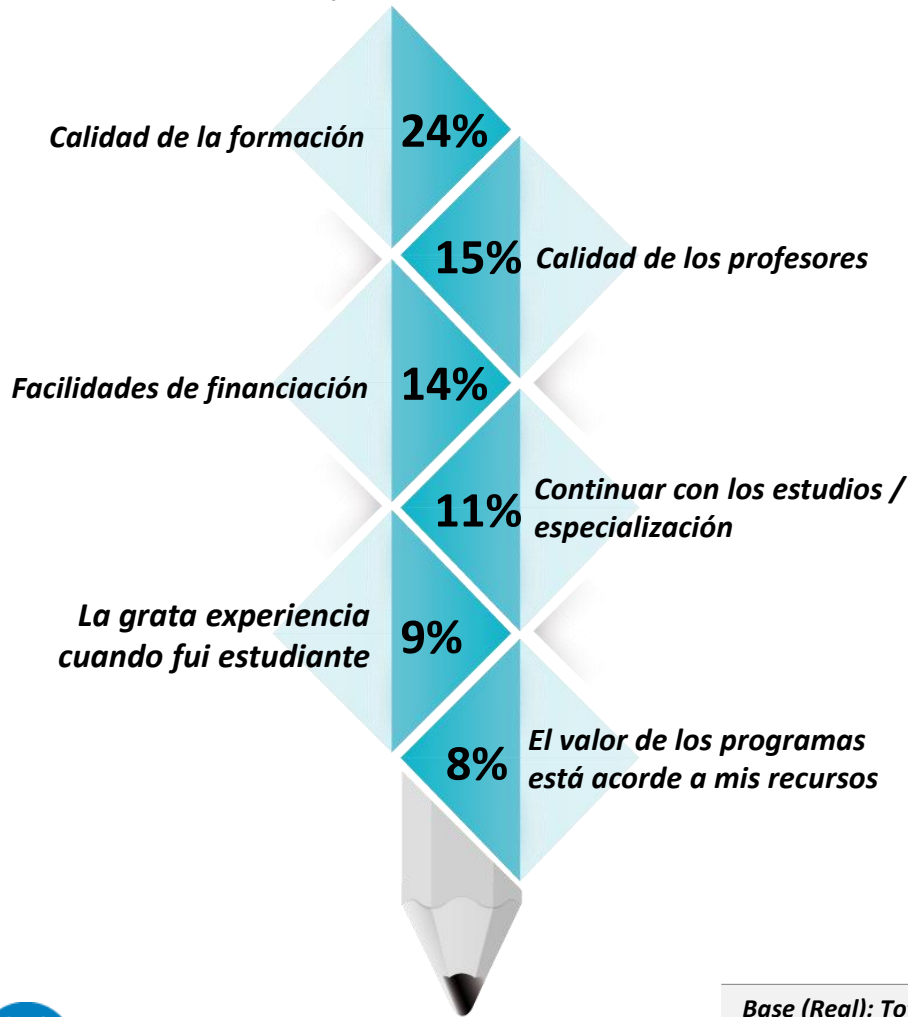 Calidad de la formación
24%
15%
Calidad de los profesores
Facilidades de financiación
14%
11%
Continuar con los estudios /
especialización
La grata experiencia
cuando fui estudiante
9%
8%
El valor de los programas
está acorde a mis recursos
Base (Real):